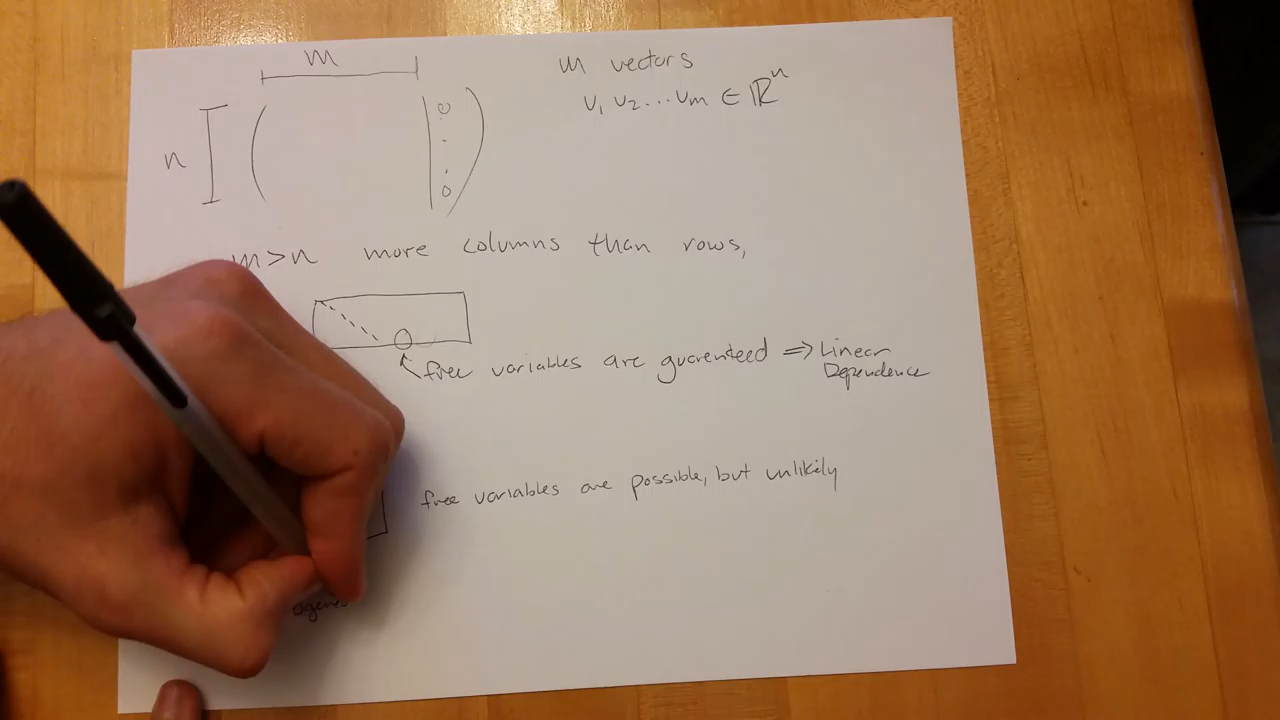 m
m vectors
v₁ v₂ ... vₘ ∈ ℝⁿ
n
0
⋮
0
m>n more columns than rows,
free variables are guarenteed ⇒ Linear
Dependence
free variables are possible, but unlikely